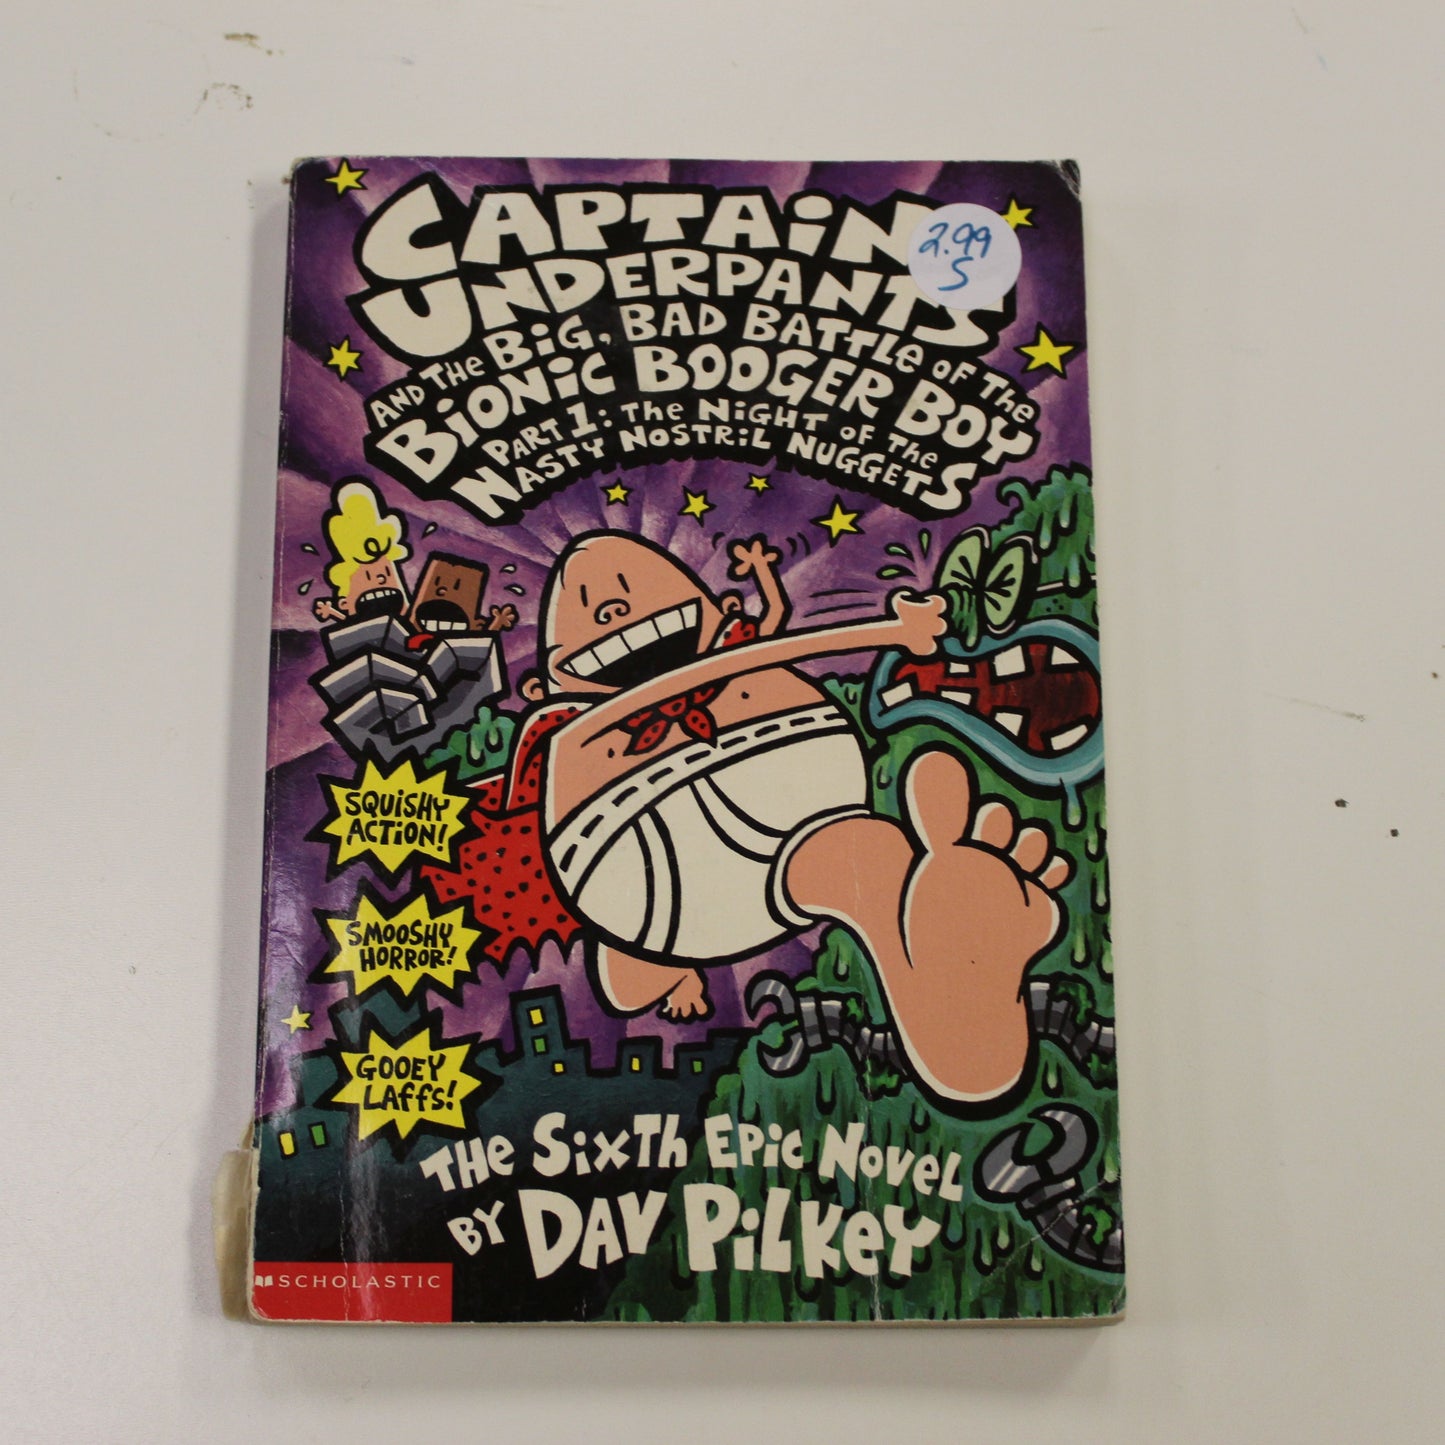 CAPTAiN
UNDERPANTS
AND THE BiG, BAD BATTLE OF THE
BiONiC BOOGER BOY
PART 1: THE NiGHT OF THE
NASTY NOSTRiL NUGGETS
2.99
S
SQUiSHY
ACTiON!
SMOOSHY
HORROR!
GOOEY
LAffS!
THe SixTh EPic NoveL
BY DAV PiLKeY
SCHOLASTIC